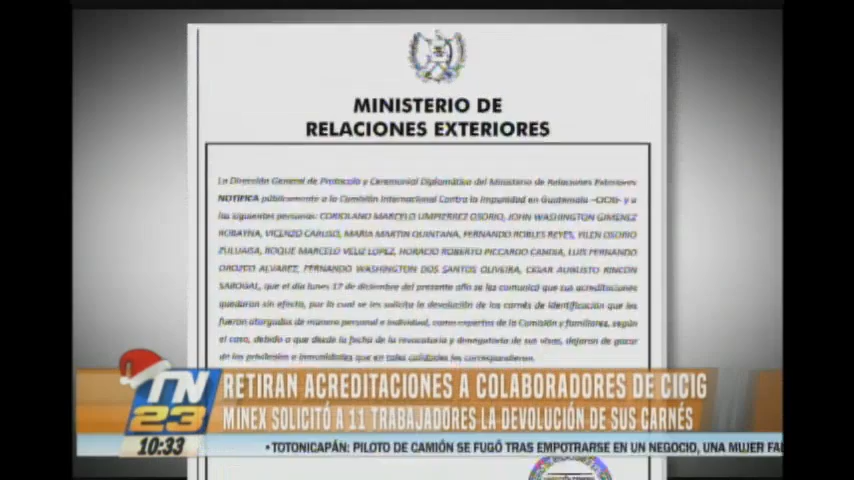 MINISTERIO DE
RELACIONES EXTERIORES
La Dirección General de Protocolo y Ceremonial Diplomático del Ministerio de Relaciones Exteriores
NOTIFICA públicamente a la Comisión Internacional Contra la Impunidad en Guatemala -CICIG- y a
las siguientes personas: CORIOLANO MARCELO UMPIERREZ OSORIO, JOHN WASHINGTON GIMENEZ
ROBAYNA, VICENZO CARUSO, MARIA MARTIN QUINTANA, FERNANDO ROBLES REYES, YILEN OSORIO
ZULUAGA, ROQUE MARCELO VELIZ LOPEZ, HORACIO ROBERTO PICCARDO CANDIA, LUIS FERNANDO
OROZCO ALVAREZ, FERNANDO WASHINGTON DOS SANTOS OLIVEIRA, CESAR AUGUSTO RINCON
SABOGAL, que el día lunes 17 de diciembre del presente año se les comunicó que sus acreditaciones
quedaran sin efecto, por lo cual se les solicita la devolución de los carnés de identificación que les
fueron otorgados de manera personal e individual, como expertos de la Comisión y familiares, según
el caso, debido a que desde la fecha de la revocatoria y denegatoria de sus visas, dejaron de gozar
de los privilegios e inmunidades que en tales calidades les correspondieron.
RETIRAN ACREDITACIONES A COLABORADORES DE CICIG
MINEX SOLICITÓ A 11 TRABAJADORES LA DEVOLUCIÓN DE SUS CARNÉS
TN
23
10:33
•TOTONICAPÁN: PILOTO DE CAMIÓN SE FUGÓ TRAS EMPOTRARSE EN UN NEGOCIO, UNA MUJER FAL